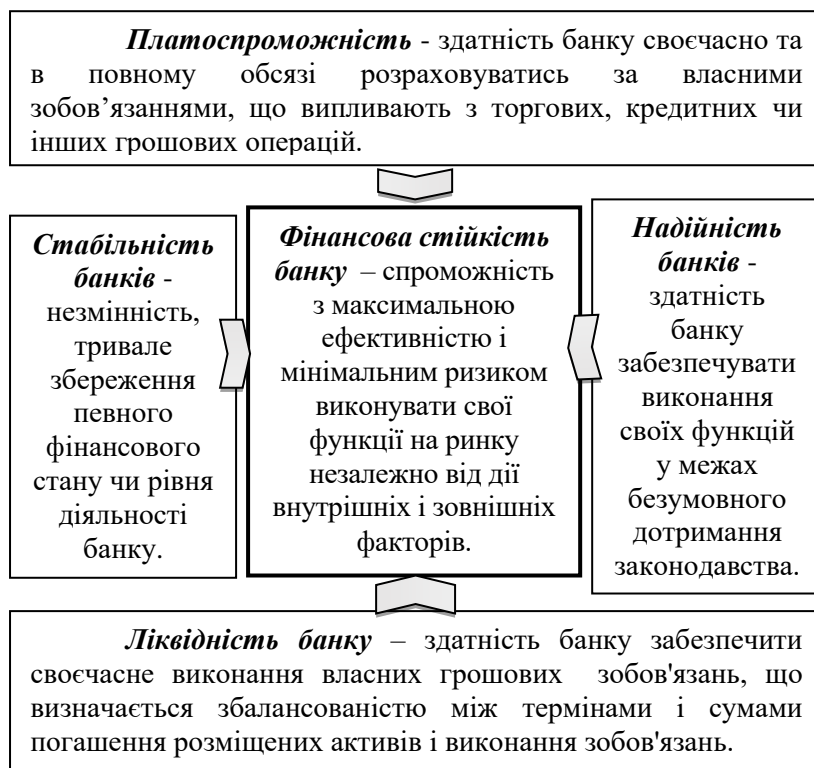 Платоспроможність - здатність банку своєчасно та
в повному обсязі розраховуватись за власними
зобов’язаннями, що випливають з торгових, кредитних чи
інших грошових операцій.
Стабільність
банків -
незмінність,
тривале
збереження
певного
фінансового
стану чи рівня
діяльності
банку.
Фінансова стійкість
банку – спроможність
з максимальною
ефективністю і
мінімальним ризиком
виконувати свої
функції на ринку
незалежно від дії
внутрішніх і зовнішніх
факторів.
Надійність
банків -
здатність
банку
забезпечувати
виконання
своїх функцій
у межах
безумовного
дотримання
законодавства.
Ліквідність банку – здатність банку забезпечити
своєчасне виконання власних грошових зобов'язань, що
визначається збалансованістю між термінами і сумами
погашення розміщених активів і виконання зобов'язань.